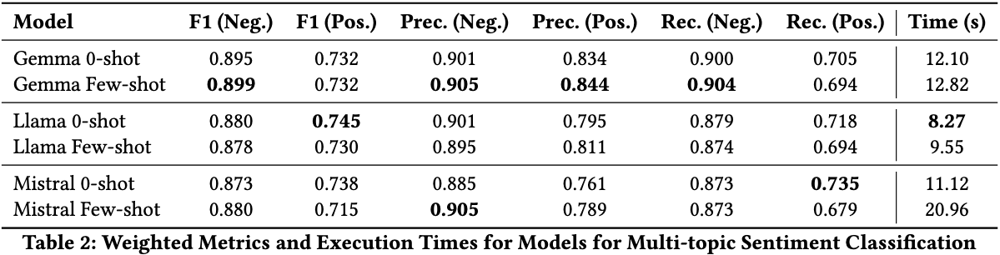 Model F1 (Neg.) F1 (Pos.) Prec. (Neg.) Prec. (Pos.) Rec. (Neg.) Rec. (Pos.) Time (s)
Gemma 0-shot 0.895 0.732 0.901 0.834 0.900 0.705 12.10
Gemma Few-shot 0.899 0.732 0.905 0.844 0.904 0.694 12.82
Llama 0-shot 0.880 0.745 0.901 0.795 0.879 0.718 8.27
Llama Few-shot 0.878 0.730 0.895 0.811 0.874 0.694 9.55
Mistral 0-shot 0.873 0.738 0.885 0.761 0.873 0.735 11.12
Mistral Few-shot 0.880 0.715 0.905 0.789 0.873 0.679 20.96
Table 2: Weighted Metrics and Execution Times for Models for Multi-topic Sentiment Classification